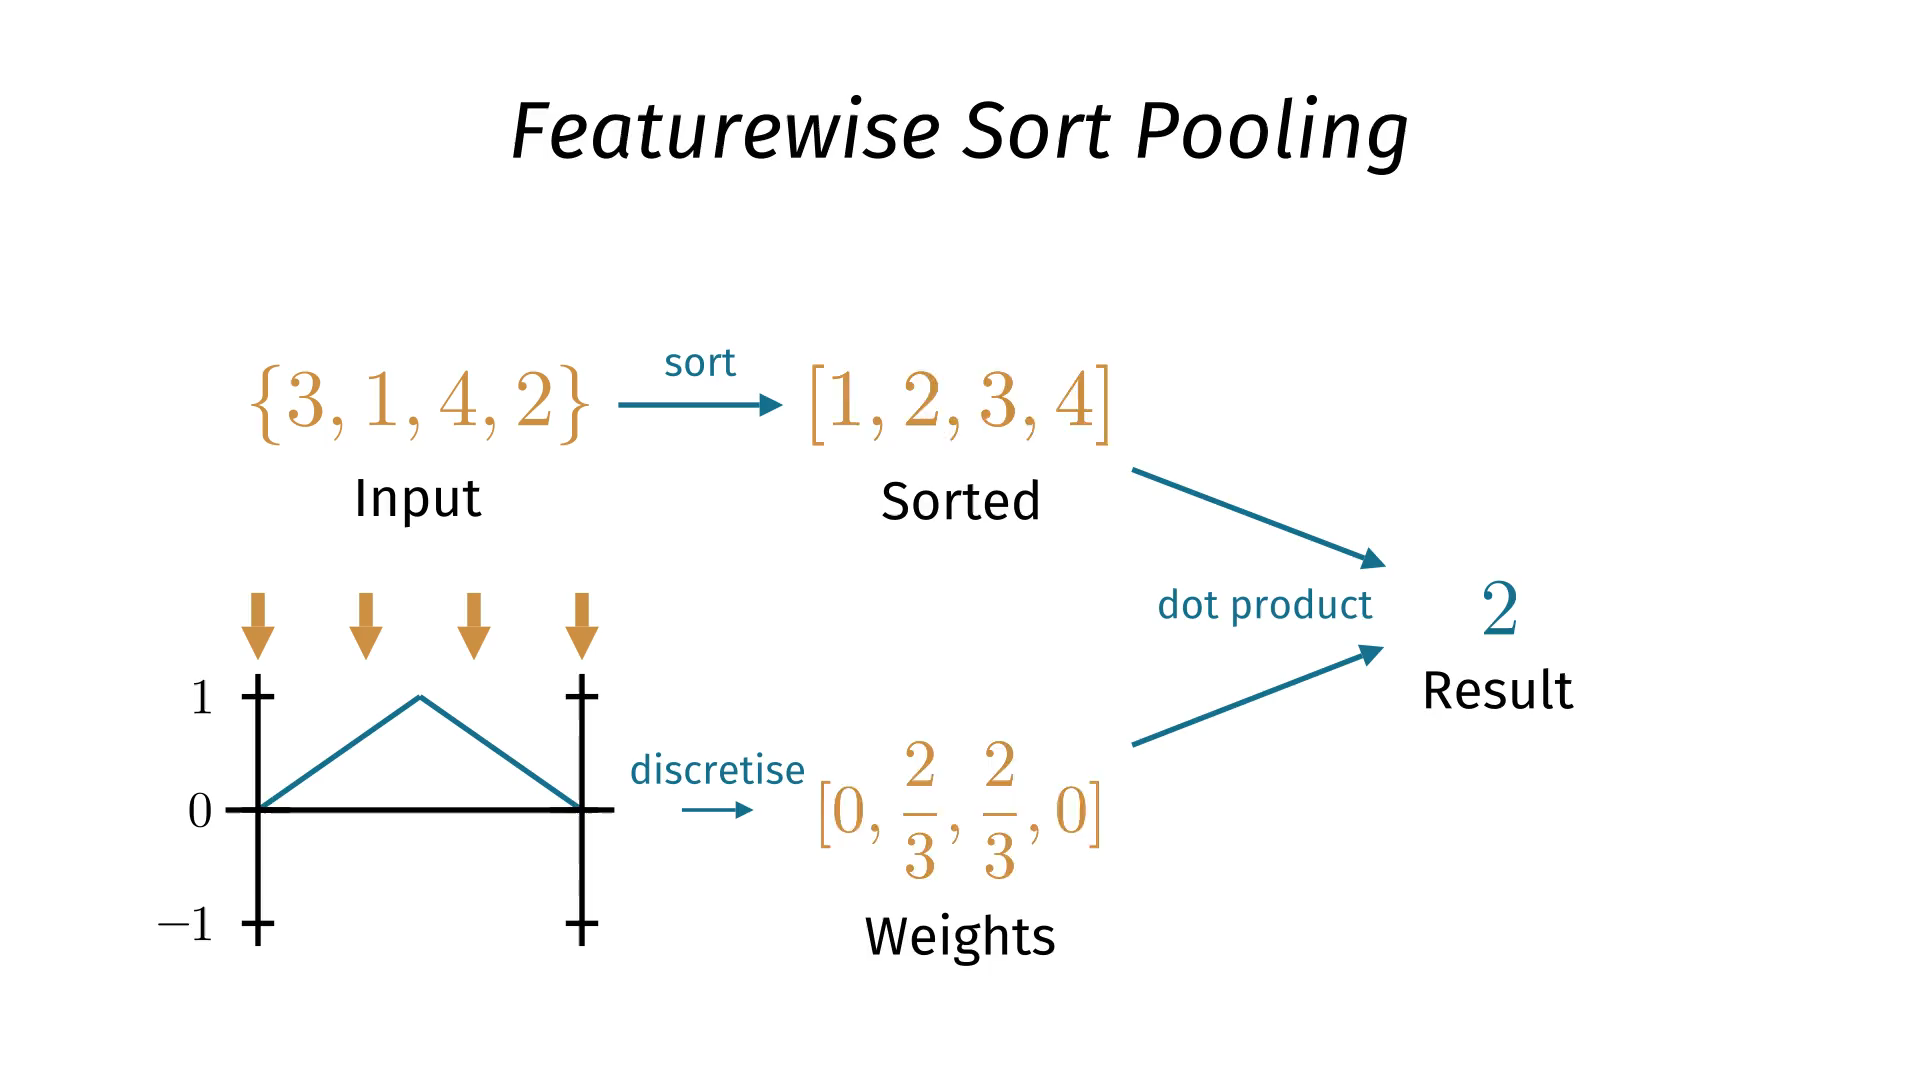 Featurewise Sort Pooling
{3, 1, 4, 2}
sort
[1, 2, 3, 4]
Input
Sorted
dot product
2
Result
1
0
−1
discretise
[0, 2/3, 2/3, 0]
Weights